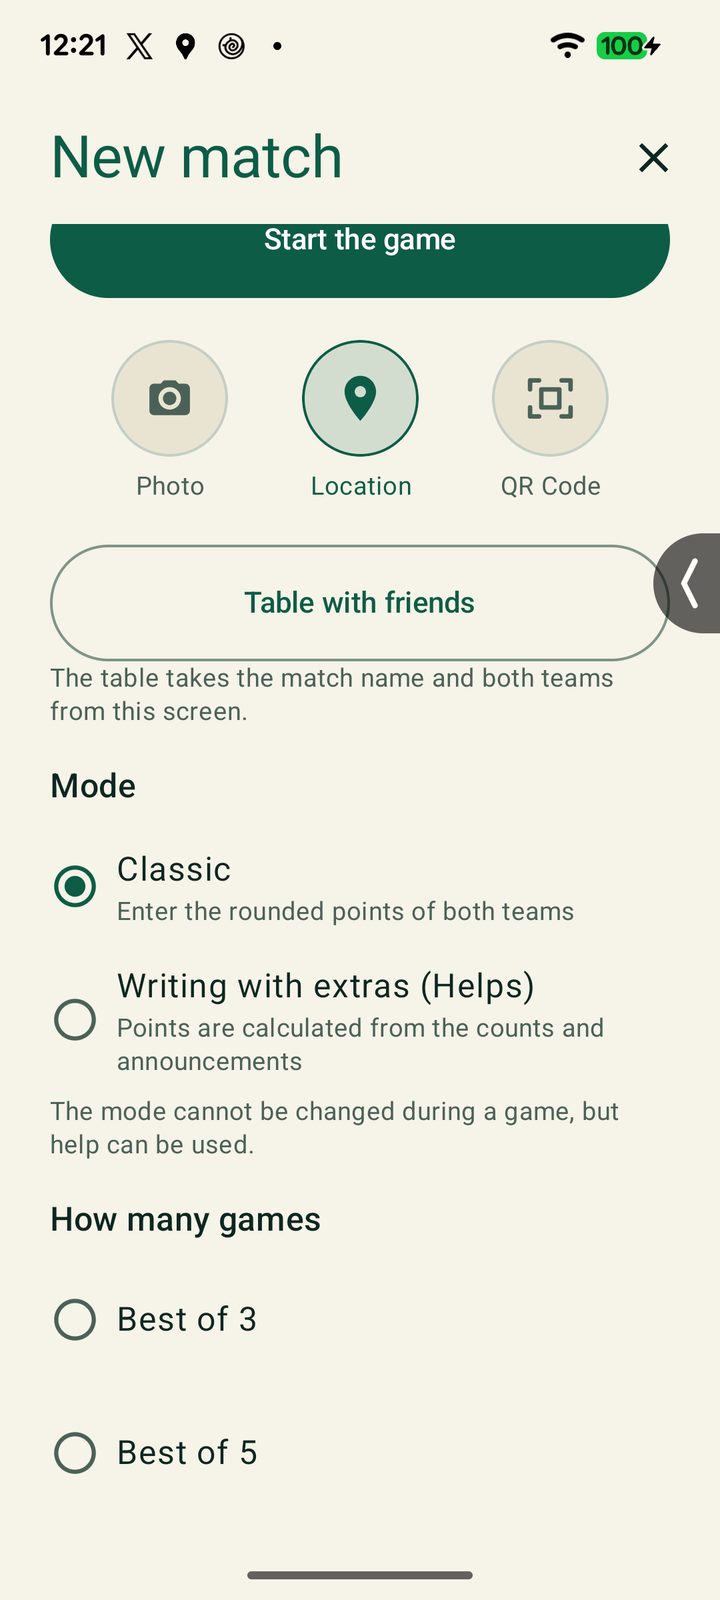 12:21
100
New match
Start the game
Photo
Location
QR Code
Table with friends
The table takes the match name and both teams
from this screen.
Mode
Classic
Enter the rounded points of both teams
Writing with extras (Helps)
Points are calculated from the counts and
announcements
The mode cannot be changed during a game, but
help can be used.
How many games
Best of 3
Best of 5